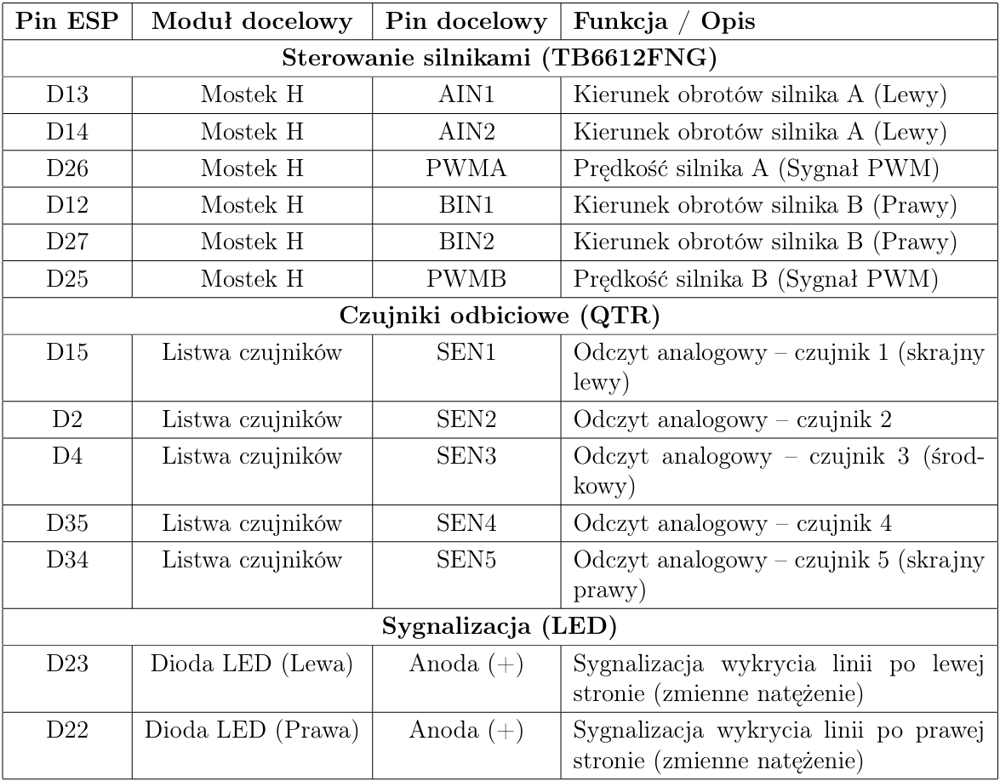 Pin ESP Moduł docelowy Pin docelowy Funkcja / Opis
Sterowanie silnikami (TB6612FNG)
D13 Mostek H AIN1 Kierunek obrotów silnika A (Lewy)
D14 Mostek H AIN2 Kierunek obrotów silnika A (Lewy)
D26 Mostek H PWMA Prędkość silnika A (Sygnał PWM)
D12 Mostek H BIN1 Kierunek obrotów silnika B (Prawy)
D27 Mostek H BIN2 Kierunek obrotów silnika B (Prawy)
D25 Mostek H PWMB Prędkość silnika B (Sygnał PWM)
Czujniki odbiciowe (QTR)
D15 Listwa czujników SEN1 Odczyt analogowy – czujnik 1 (skrajny
lewy)
D2 Listwa czujników SEN2 Odczyt analogowy – czujnik 2
D4 Listwa czujników SEN3 Odczyt analogowy – czujnik 3 (środ-
kowy)
D35 Listwa czujników SEN4 Odczyt analogowy – czujnik 4
D34 Listwa czujników SEN5 Odczyt analogowy – czujnik 5 (skrajny
prawy)
Sygnalizacja (LED)
D23 Dioda LED (Lewa) Anoda (+) Sygnalizacja wykrycia linii po lewej
stronie (zmienne natężenie)
D22 Dioda LED (Prawa) Anoda (+) Sygnalizacja wykrycia linii po prawej
stronie (zmienne natężenie)